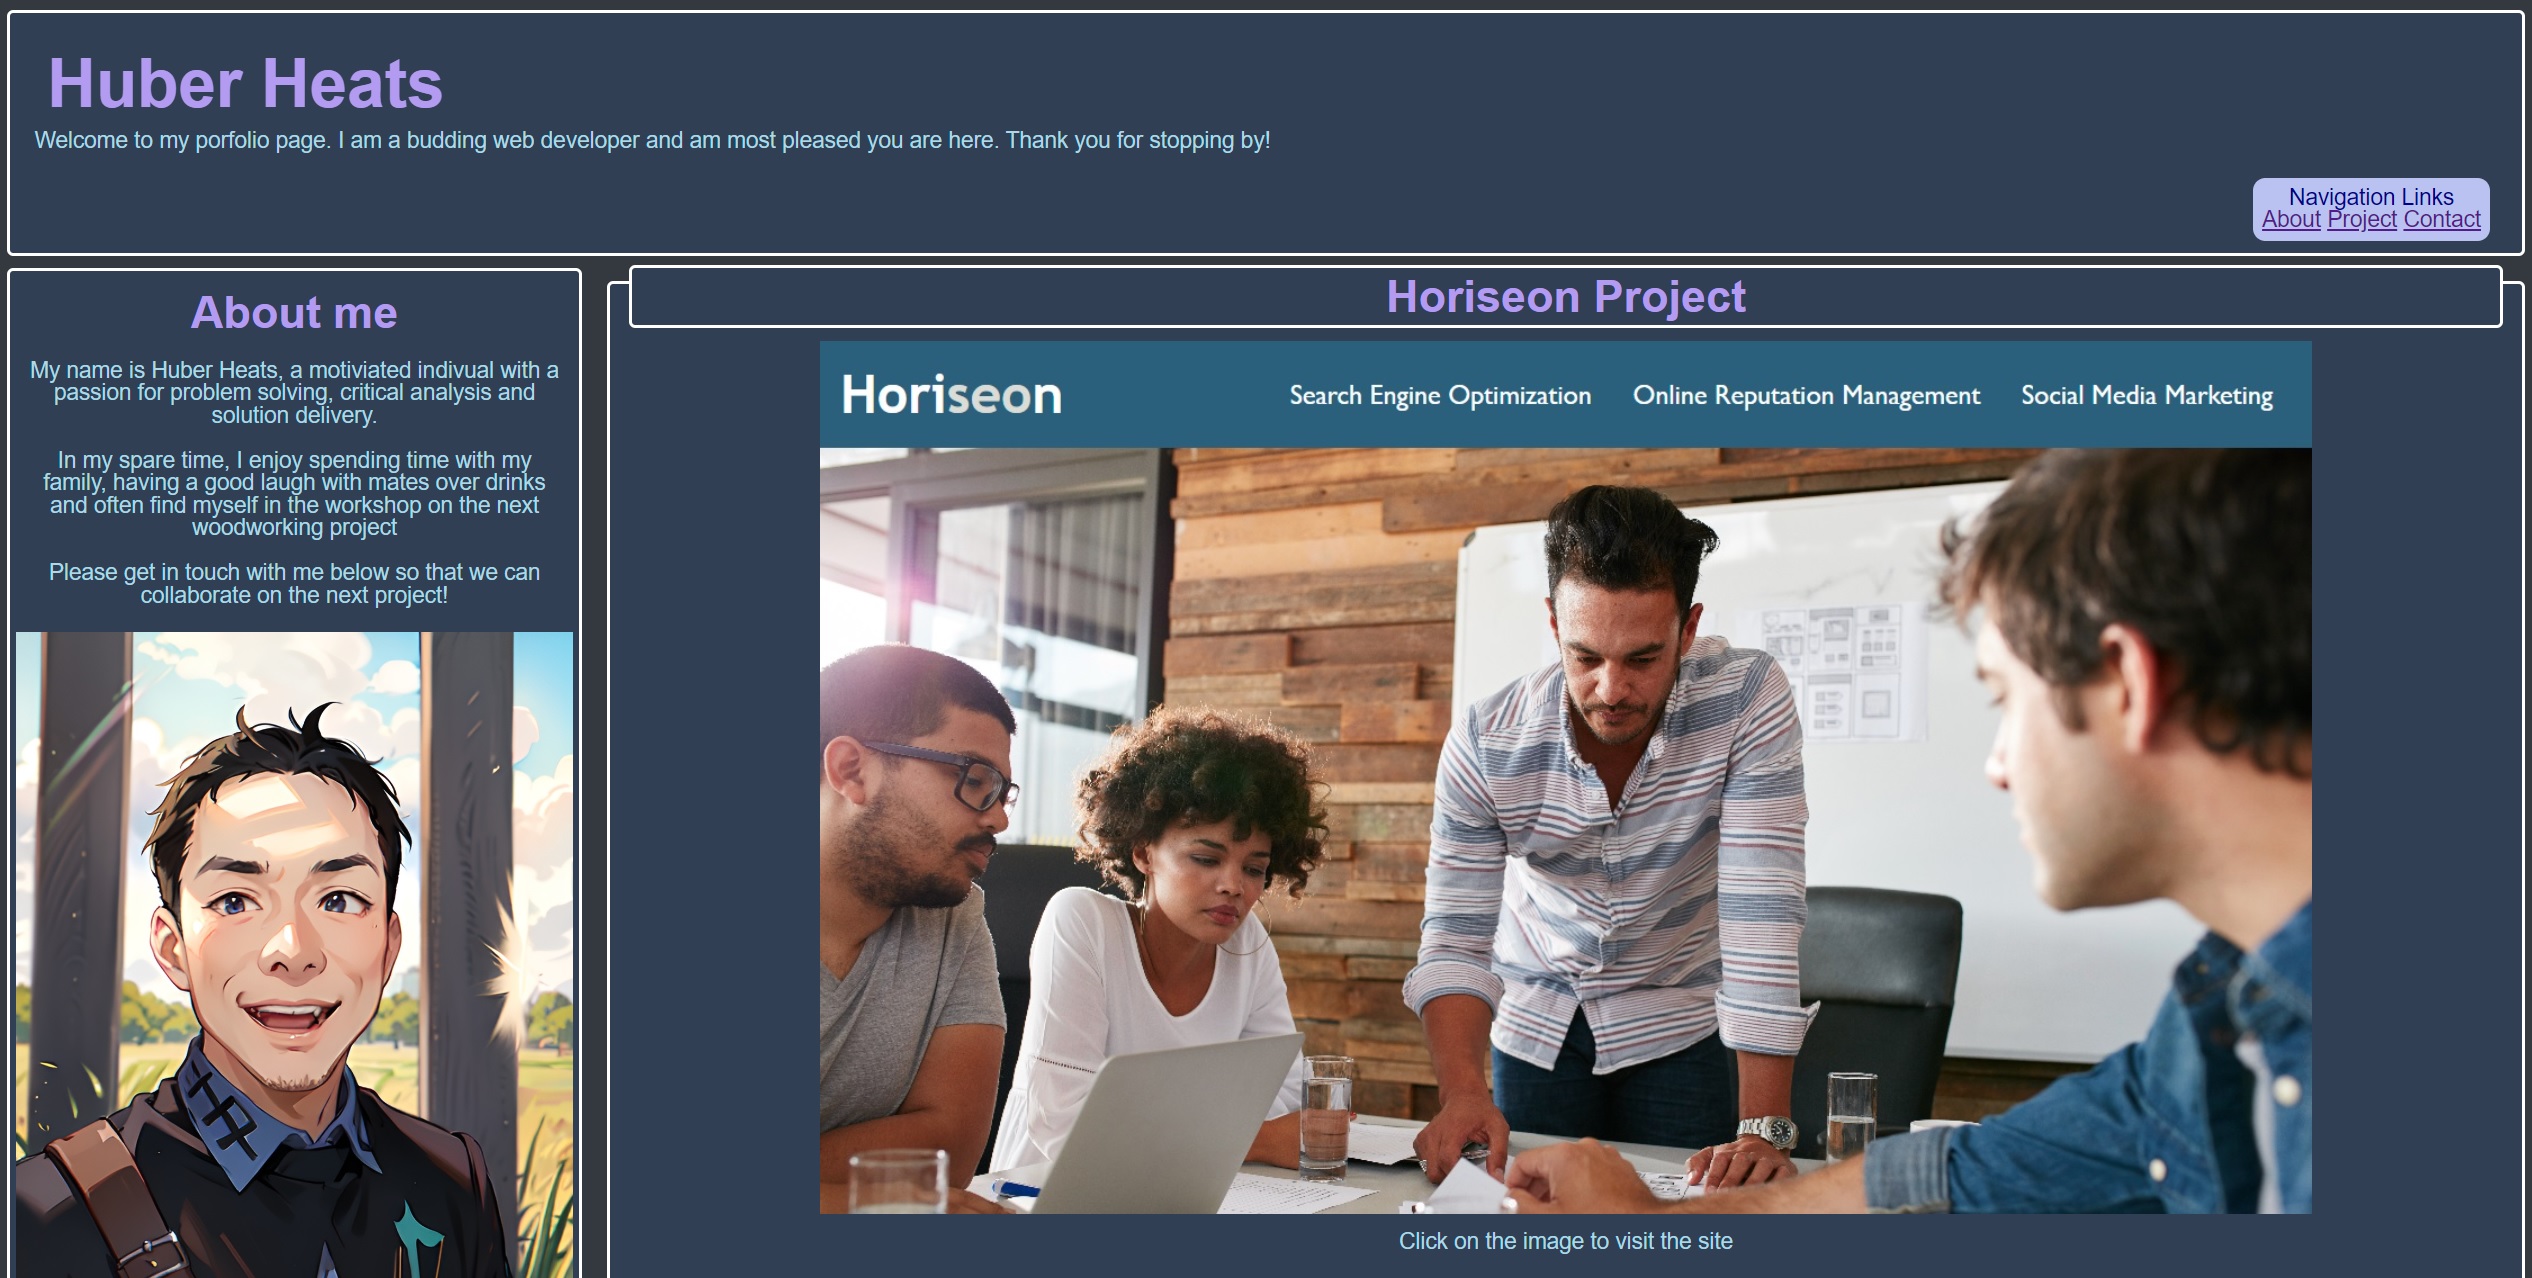 Huber Heats
Welcome to my porfolio page. I am a budding web developer and am most pleased you are here. Thank you for stopping by!
Navigation Links
About Project Contact
About me
My name is Huber Heats, a motiviated indivual with a
passion for problem solving, critical analysis and
solution delivery.
In my spare time, I enjoy spending time with my
family, having a good laugh with mates over drinks
and often find myself in the workshop on the next
woodworking project
Please get in touch with me below so that we can
collaborate on the next project!
Horiseon Project
Horiseon
Search Engine Optimization
Online Reputation Management
Social Media Marketing
Click on the image to visit the site